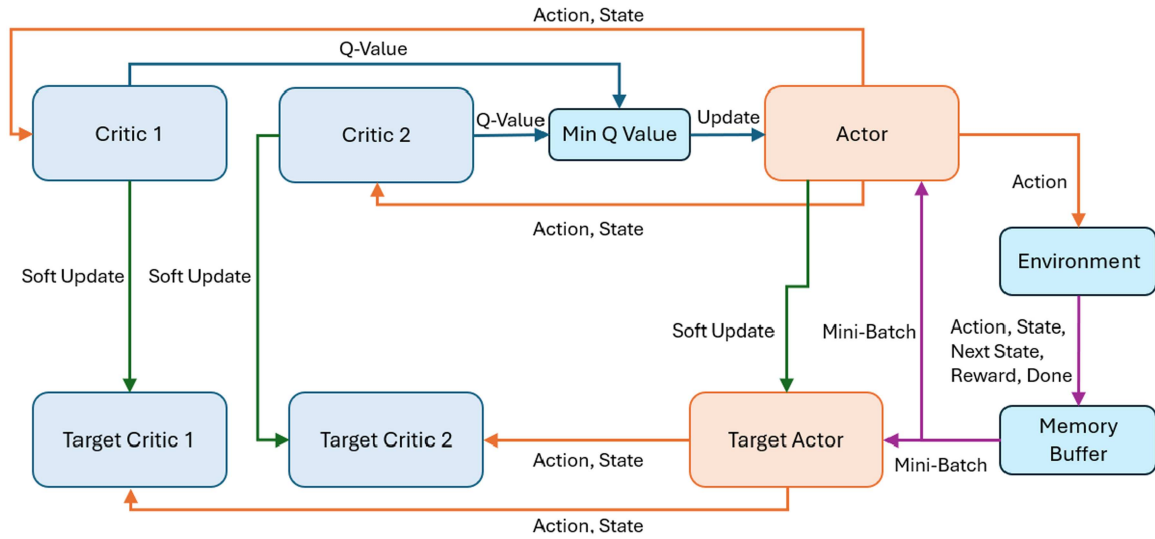 Action, State
Q-Value
Critic 1
Critic 2
Q-Value
Min Q Value
Update
Actor
Action
Action, State
Environment
Soft Update
Soft Update
Soft Update
Mini-Batch
Action, State,
Next State,
Reward, Done
Target Critic 1
Target Critic 2
Target Actor
Memory
Buffer
Action, State
Mini-Batch
Action, State